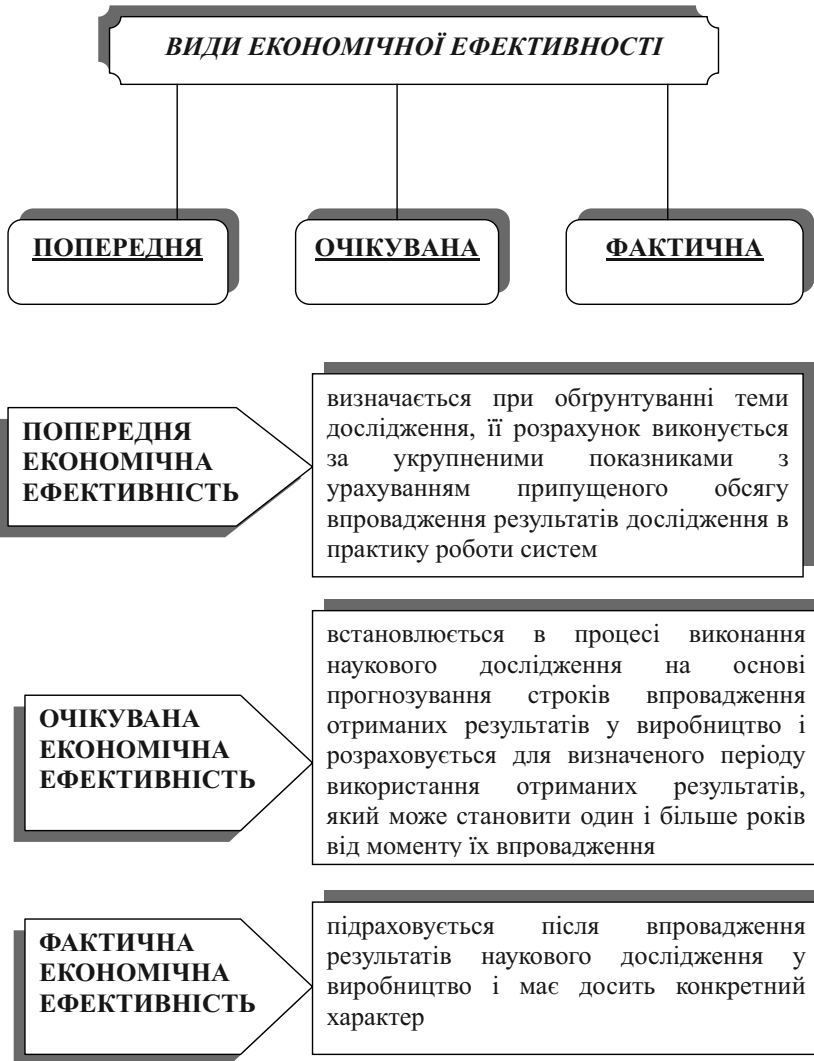 ВИДИ ЕКОНОМІЧНОЇ ЕФЕКТИВНОСТІ
ПОПЕРЕДНЯ
ОЧІКУВАНА
ФАКТИЧНА
ПОПЕРЕДНЯ
ЕКОНОМІЧНА
ЕФЕКТИВНІСТЬ
визначається при обґрунтуванні теми
дослідження, її розрахунок виконується
за укрупненими показниками з
урахуванням припущеного обсягу
впровадження результатів дослідження в
практику роботи систем
ОЧІКУВАНА
ЕКОНОМІЧНА
ЕФЕКТИВНІСТЬ
встановлюється в процесі виконання
наукового дослідження на основі
прогнозування строків впровадження
отриманих результатів у виробництво і
розраховується для визначеного періоду
використання отриманих результатів,
який може становити один і більше років
від моменту їх впровадження
ФАКТИЧНА
ЕКОНОМІЧНА
ЕФЕКТИВНІСТЬ
підраховується після впровадження
результатів наукового дослідження у
виробництво і має досить конкретний
характер